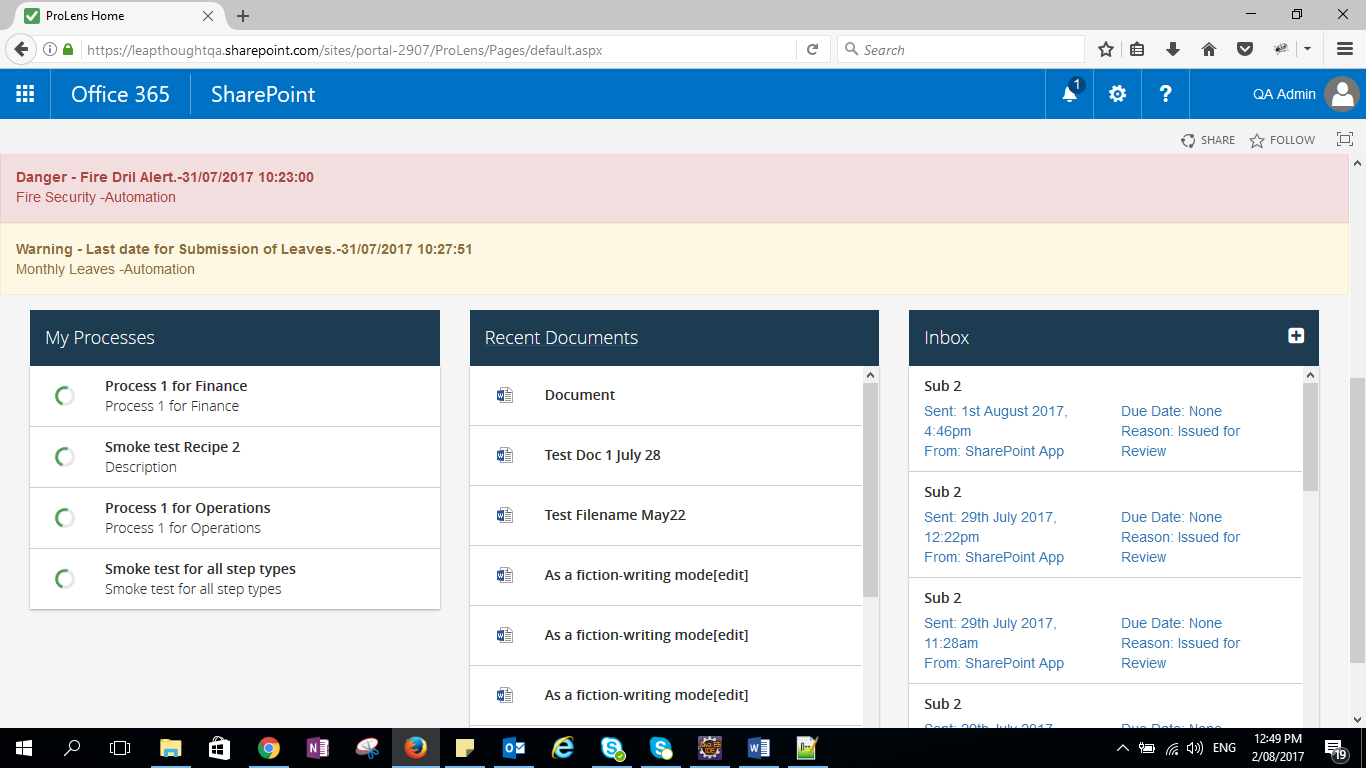 ProLens Home
https://leapthoughtqa.sharepoint.com/sites/portal-2907/ProLens/Pages/default.aspx
Search
Office 365
SharePoint
1
?
QA Admin
SHARE
FOLLOW
Danger - Fire Dril Alert.-31/07/2017 10:23:00
Fire Security -Automation
Warning - Last date for Submission of Leaves.-31/07/2017 10:27:51
Monthly Leaves -Automation
My Processes
Process 1 for Finance
Process 1 for Finance
Smoke test Recipe 2
Description
Process 1 for Operations
Process 1 for Operations
Smoke test for all step types
Smoke test for all step types
Recent Documents
Document
Test Doc 1 July 28
Test Filename May22
As a fiction-writing mode[edit]
As a fiction-writing mode[edit]
As a fiction-writing mode[edit]
Inbox
Sub 2
Sent: 1st August 2017,
4:46pm
From: SharePoint App
Due Date: None
Reason: Issued for
Review
Sub 2
Sent: 29th July 2017,
12:22pm
From: SharePoint App
Due Date: None
Reason: Issued for
Review
Sub 2
Sent: 29th July 2017,
11:28am
From: SharePoint App
Due Date: None
Reason: Issued for
Review
Sub 2
ENG
12:49 PM
2/08/2017
19